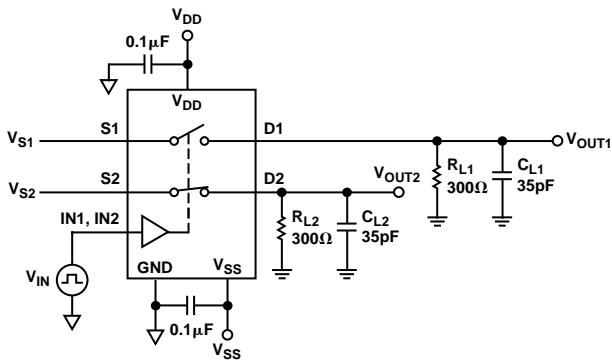 VDD
0.1μF
VDD
VS1
S1
D1
VOUT1
VS2
S2
D2
VOUT2
RL1
300Ω
CL1
35pF
IN1, IN2
RL2
300Ω
CL2
35pF
VIN
GND
VSS
0.1μF
VSS